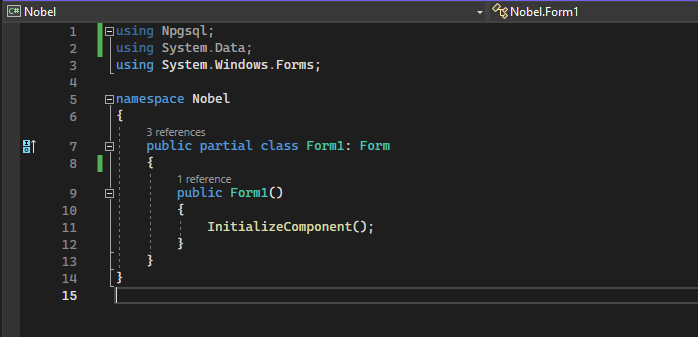 C# Nobel Nobel.Form1
1 using Npgsql;
2 using System.Data;
3 using System.Windows.Forms;
4
5 namespace Nobel
6 {
3 references
7 public partial class Form1: Form
8 {
1 reference
9 public Form1()
10 {
11 InitializeComponent();
12 }
13 }
14 }
15